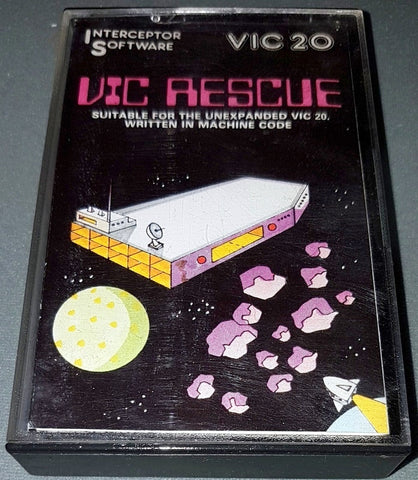 INTERCEPTOR SOFTWARE
VIC 20
VIC RESCUE
SUITABLE FOR THE UNEXPANDED VIC 20.
WRITTEN IN MACHINE CODE